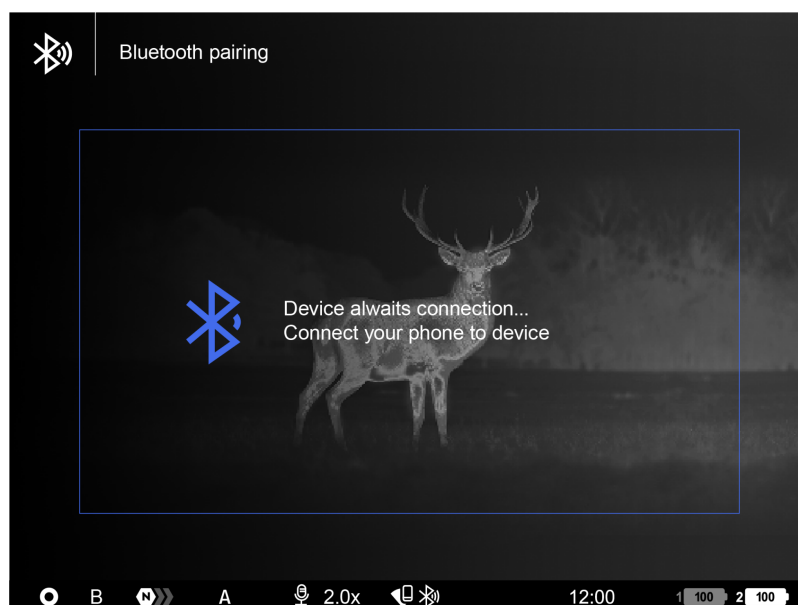 Bluetooth pairing
Device alwaits connection...
Connect your phone to device
B N A 2.0x 12:00 1 100 2 100